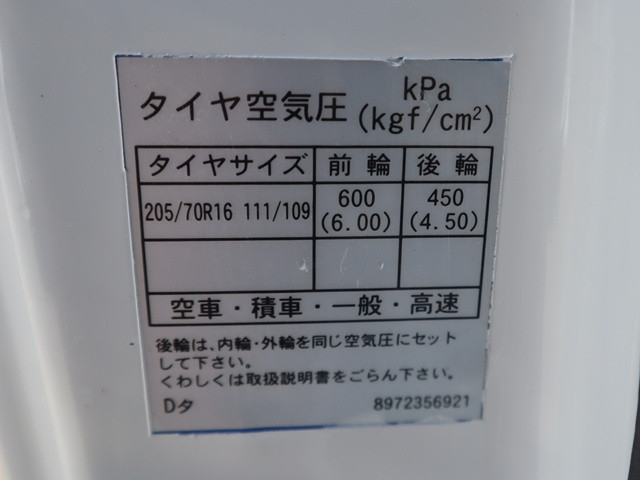 タイヤ空気圧 kPa
(kgf/cm²)
タイヤサイズ 前輪 後輪
205/70R16 111/109 600 450
(6.00) (4.50)
空車・積車・一般・高速
後輪は、内輪・外輪を同じ空気圧にセット
して下さい。
くわしくは取扱説明書をごらん下さい。
Dタ 8972356921